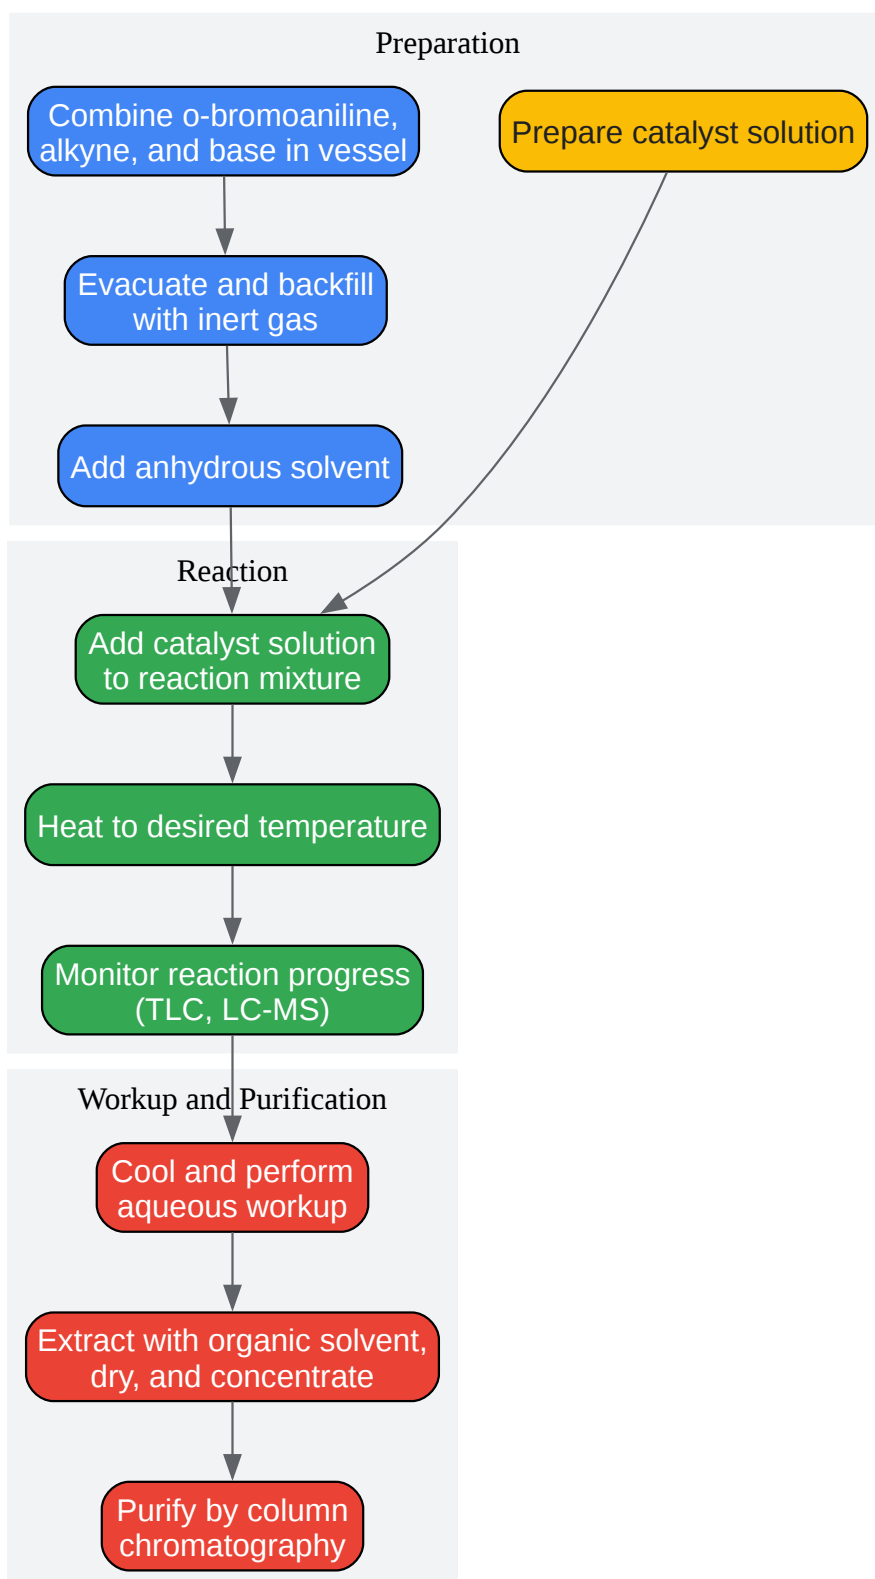 Preparation
Combine o-bromoaniline,
alkyne, and base in vessel
Prepare catalyst solution
Evacuate and backfill
with inert gas
Add anhydrous solvent
Reaction
Add catalyst solution
to reaction mixture
Heat to desired temperature
Monitor reaction progress
(TLC, LC-MS)
Workup and Purification
Cool and perform
aqueous workup
Extract with organic solvent,
dry, and concentrate
Purify by column
chromatography